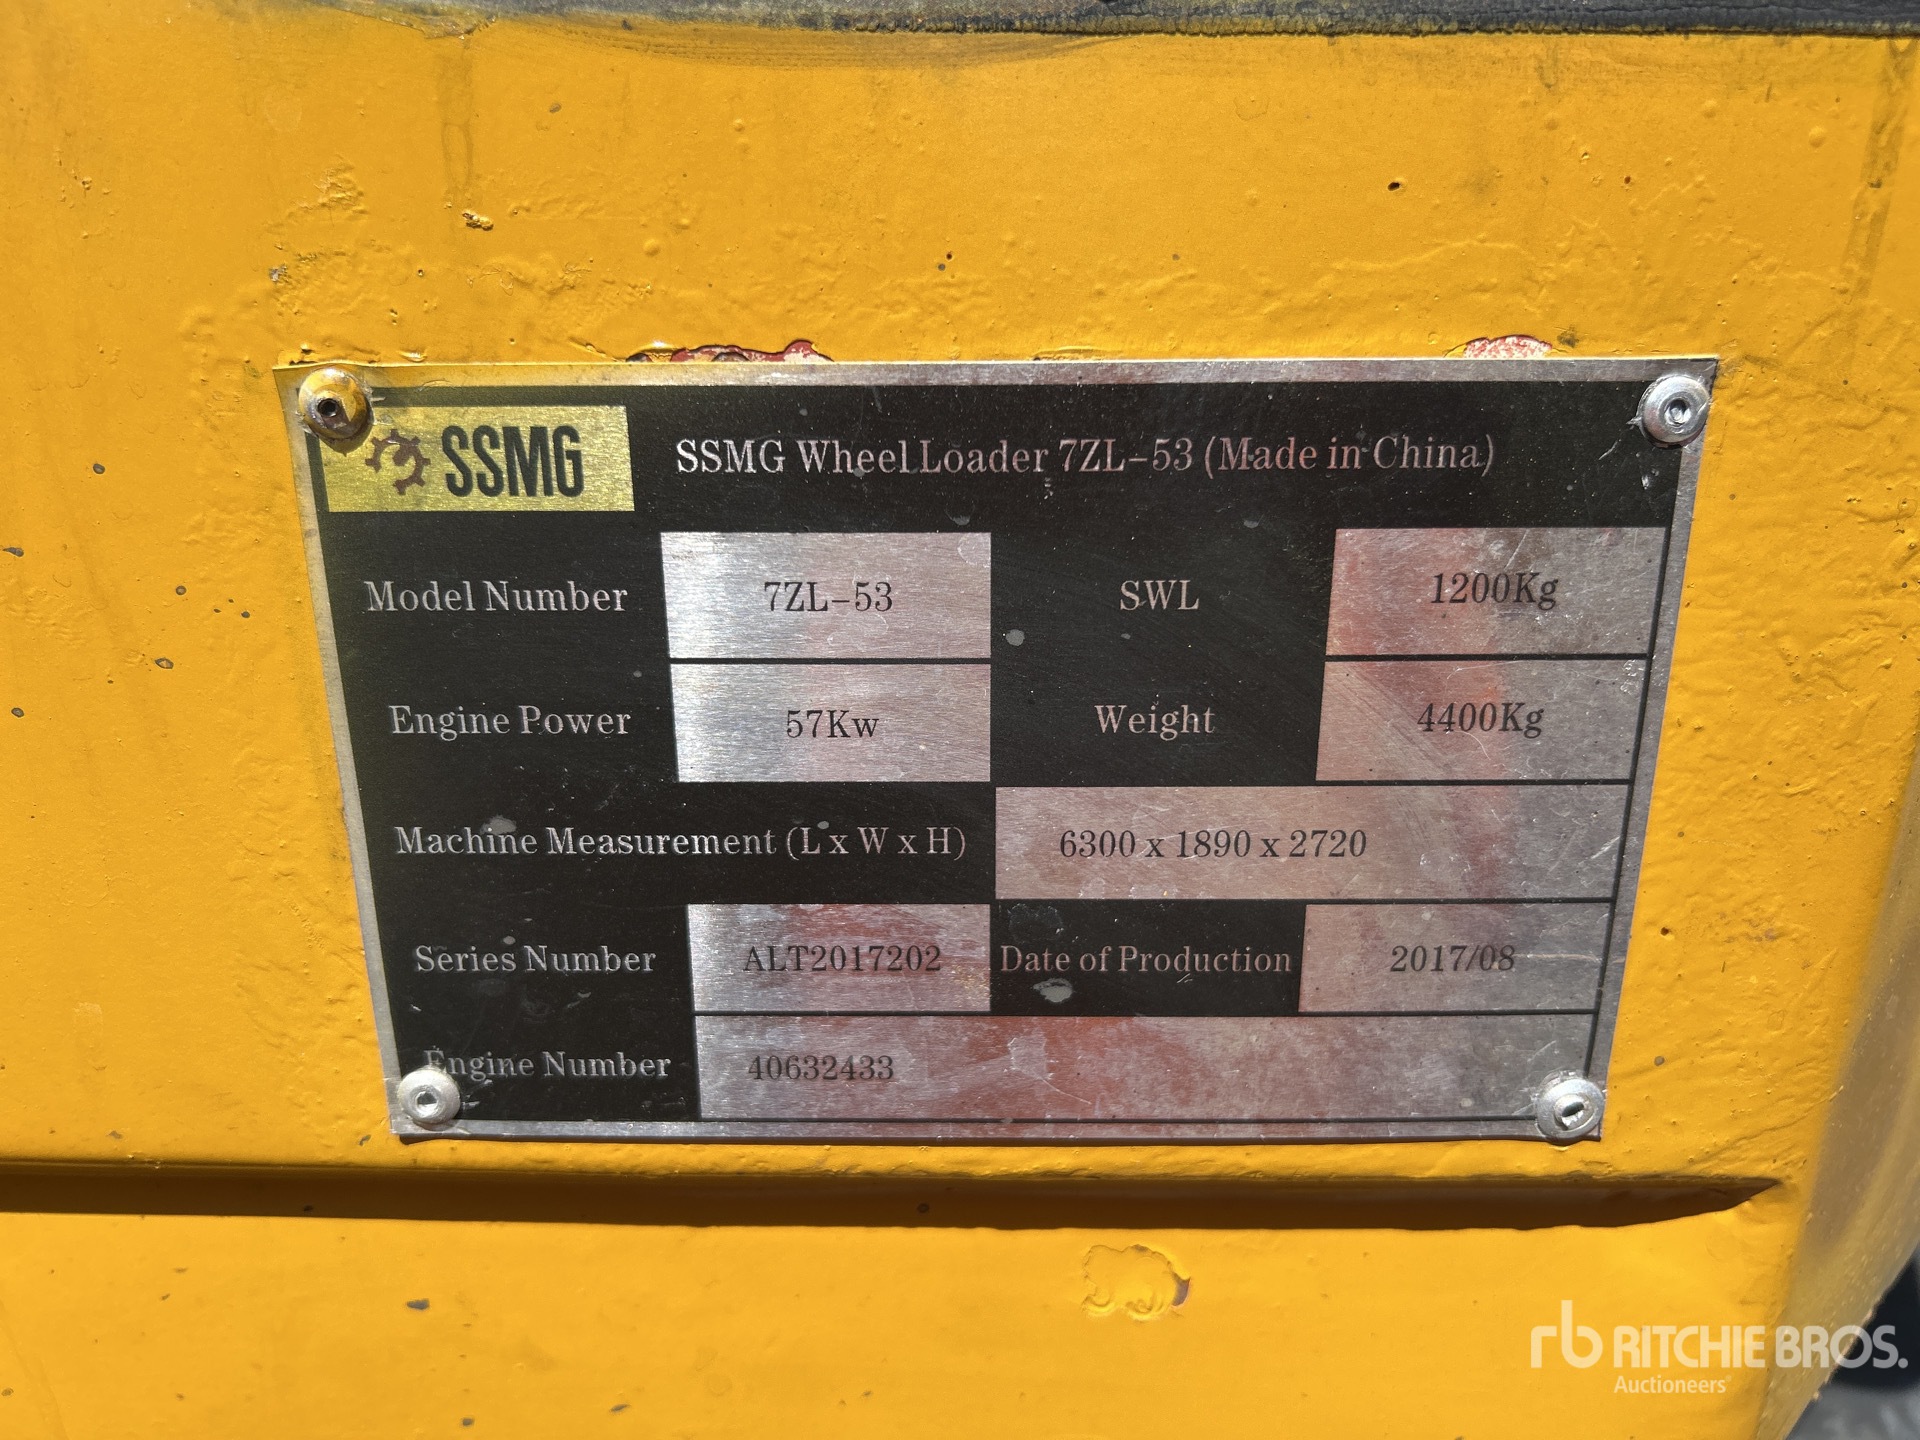 SSMG
SSMG Wheel Loader 7ZL-53 (Made in China)
Model Number 7ZL-53 SWL 1200Kg
Engine Power 57Kw Weight 4400Kg
Machine Measurement (L x W x H) 6300 x 1890 x 2720
Series Number ALT2017202 Date of Production 2017/08
Engine Number 40632433
rb RITCHIE BROS.
Auctioneers